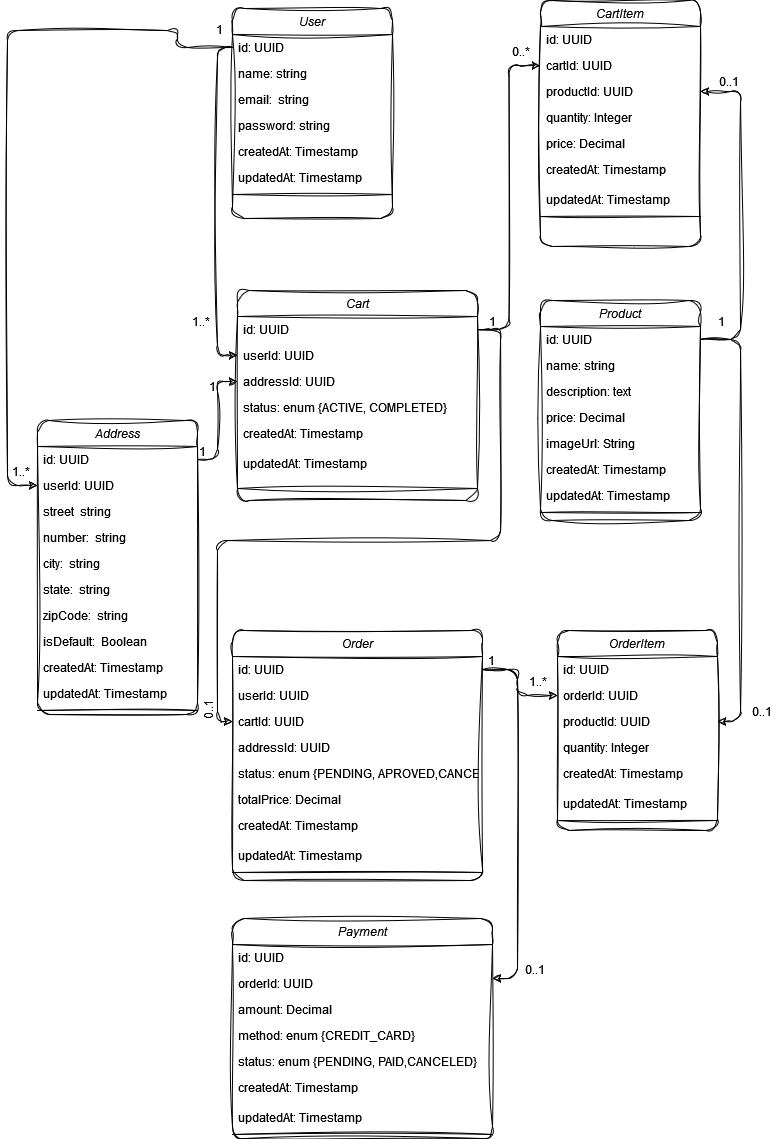 User
id: UUID
name: string
email:  string
password: string
createdAt: Timestamp
updatedAt: Timestamp
1
1..*
1..*
CartItem
id: UUID
cartId: UUID
productId: UUID
quantity: Integer
price: Decimal
createdAt: Timestamp
updatedAt: Timestamp
0..*
0..1
Cart
id: UUID
userId: UUID
addressId: UUID
status: enum {ACTIVE, COMPLETED}
createdAt: Timestamp
updatedAt: Timestamp
1
1
1
Product
id: UUID
name: string
description: text
price: Decimal
imageUrl: String
createdAt: Timestamp
updatedAt: Timestamp
1
Address
id: UUID
userId: UUID
street  string
number:  string
city:  string
state:  string
zipCode:  string
isDefault:  Boolean
createdAt: Timestamp
updatedAt: Timestamp
Order
id: UUID
userId: UUID
cartId: UUID
addressId: UUID
status: enum {PENDING, APROVED,CANCE
totalPrice: Decimal
createdAt: Timestamp
updatedAt: Timestamp
0..1
1
1..*
OrderItem
id: UUID
orderId: UUID
productId: UUID
quantity: Integer
createdAt: Timestamp
updatedAt: Timestamp
0..1
Payment
id: UUID
orderId: UUID
amount: Decimal
method: enum {CREDIT_CARD}
status: enum {PENDING, PAID,CANCELED}
createdAt: Timestamp
updatedAt: Timestamp
0..1